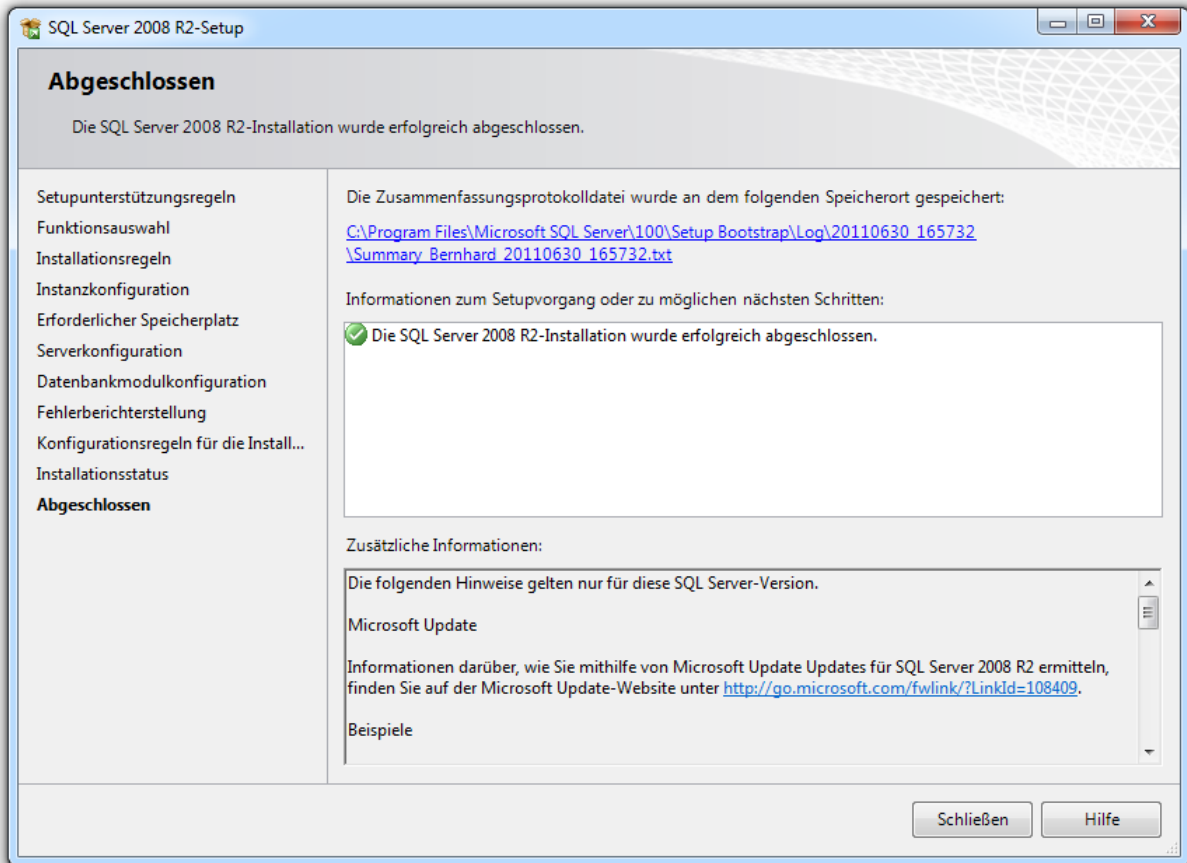 SQL Server 2008 R2-Setup
Abgeschlossen
Die SQL Server 2008 R2-Installation wurde erfolgreich abgeschlossen.
Setupunterstützungsregeln
Funktionsauswahl
Installationsregeln
Instanzkonfiguration
Erforderlicher Speicherplatz
Serverkonfiguration
Datenbankmodulkonfiguration
Fehlerberichterstellung
Konfigurationsregeln für die Install...
Installationsstatus
Abgeschlossen
Die Zusammenfassungsprotokolldatei wurde an dem folgenden Speicherort gespeichert:
C:\Program Files\Microsoft SQL Server\100\Setup Bootstrap\Log\20110630_165732
\Summary_Bernhard_20110630_165732.txt
Informationen zum Setupvorgang oder zu möglichen nächsten Schritten:
Die SQL Server 2008 R2-Installation wurde erfolgreich abgeschlossen.
Zusätzliche Informationen:
Die folgenden Hinweise gelten nur für diese SQL Server-Version.
Microsoft Update
Informationen darüber, wie Sie mithilfe von Microsoft Update Updates für SQL Server 2008 R2 ermitteln,
finden Sie auf der Microsoft Update-Website unter http://go.microsoft.com/fwlink/?LinkId=108409.
Beispiele
Schließen
Hilfe